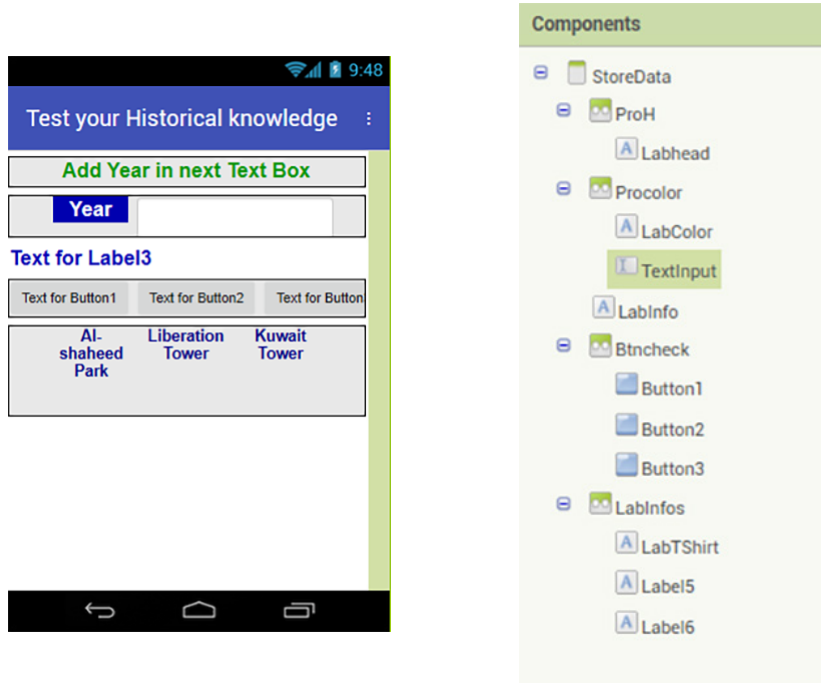 9:48
Test your Historical knowledge
Add Year in next Text Box
Year
Text for Label3
Text for Button1 Text for Button2 Text for Button
Al-
shaheed
Park
Liberation
Tower
Kuwait
Tower
Components
StoreData
ProH
Labhead
Procolor
LabColor
TextInput
LabInfo
Btncheck
Button1
Button2
Button3
LabInfos
LabTShirt
Label5
Label6